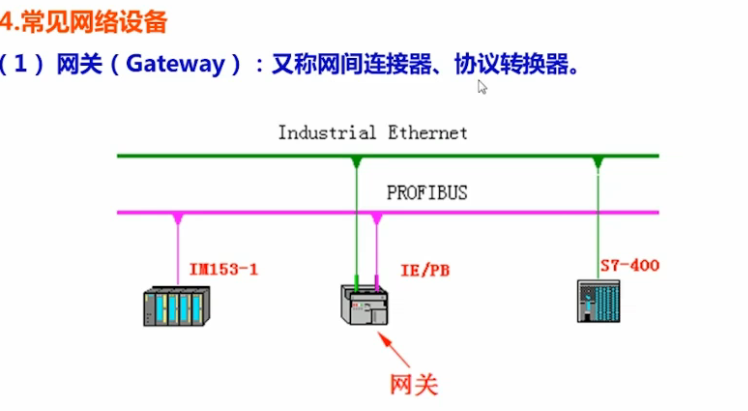 4.常见网络设备
（1） 网关（Gateway）：又称网间连接器、协议转换器。
Industrial Ethernet
PROFIBUS
IM153-1
IE/PB
S7-400
网关